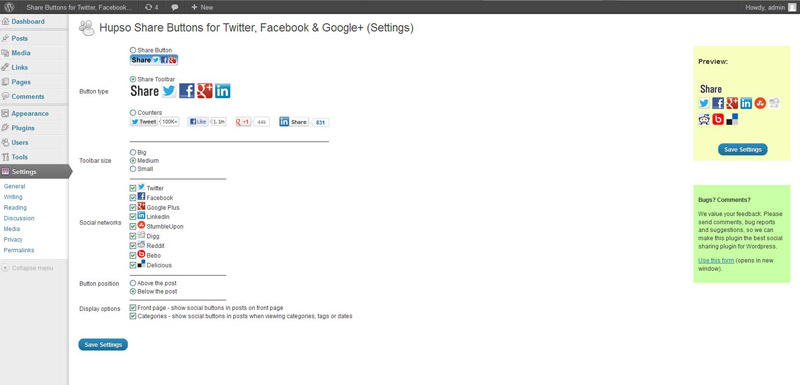 Share Buttons for Twitter, Facebook...
4
New
Howdy, admin
Dashboard
Posts
Media
Links
Pages
Comments
Appearance
Plugins
Users
Tools
Settings
General
Writing
Reading
Discussion
Media
Privacy
Permalinks
Collapse menu
Hupso Share Buttons for Twitter, Facebook & Google+ (Settings)
Button type
Share Button
Share
Share Toolbar
Share
Counters
Tweet 100K+
Like 1.1m
+1 44k
Share 831
Toolbar size
Big
Medium
Small
Social networks
Twitter
Facebook
Google Plus
Linkedin
StumbleUpon
Digg
Reddit
Bebo
Delicious
Button position
Above the post
Below the post
Display options
Front page - show social buttons in posts on front page
Categories - show social buttons in posts when viewing categories, tags or dates
Save Settings
Preview:
Share
Save Settings
Bugs? Comments?
We value your feedback. Please
send comments, bug reports
and suggestions, so we can
make this plugin the best social
sharing plugin for Wordpress.
Use this form (opens in new
window).